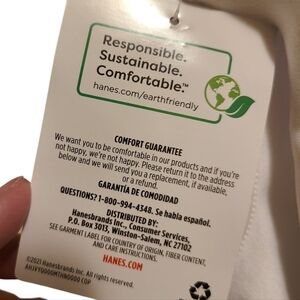 Responsible.
Sustainable.
Comfortable.™
hanes.com/earthfriendly
COMFORT GUARANTEE
We want you to be comfortable in our products and if you're
not happy, we're not happy. Please return it to the address
below and we will send you a replacement, if available,
or a refund.
GARANTÍA DE COMODIDAD
QUESTIONS? 1-800-994-4348. Se habla español.
DISTRIBUTED BY:
Hanesbrands Inc., Consumer Services,
P.O. Box 3013, Winston-Salem, NC 27102
SEE GARMENT LABEL FOR COUNTRY OF ORIGIN, FIBER CONTENT,
AND CARE INSTRUCTIONS.
HANES.COM
©2021 Hanesbrands Inc. All rights reserved.